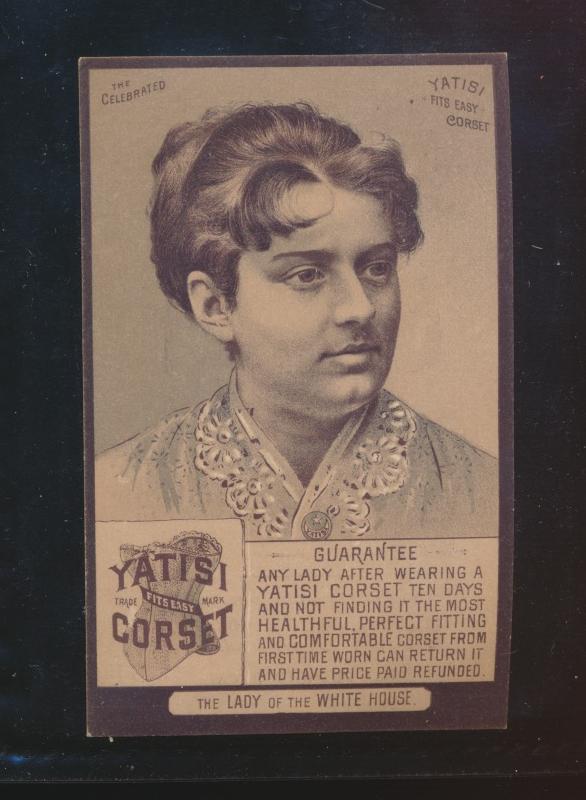 THE
CELEBRATED
YATISI
FITS EASY
CORSET
YATISI
FITS EASY
TRADE MARK
CORSET
GUARANTEE
ANY LADY AFTER WEARING A
YATISI CORSET TEN DAYS
AND NOT FINDING IT THE MOST
HEALTHFUL, PERFECT FITTING
AND COMFORTABLE CORSET FROM
FIRST TIME WORN CAN RETURN IT
AND HAVE PRICE PAID REFUNDED.
THE LADY OF THE WHITE HOUSE.